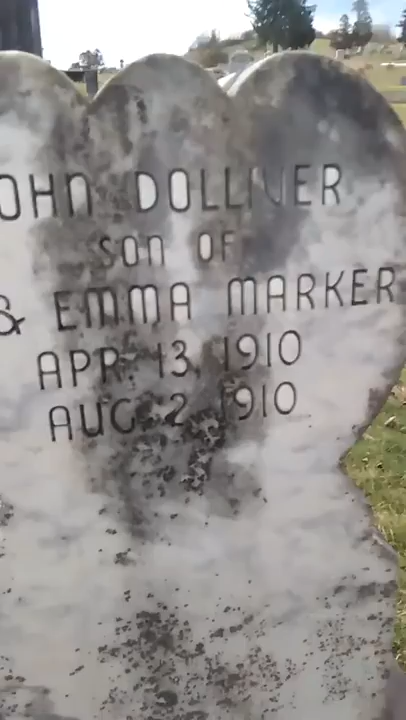 OHN DOLLIVER
SON OF
& EMMA MARKER
APR 13, 1910
AUG 2 1910